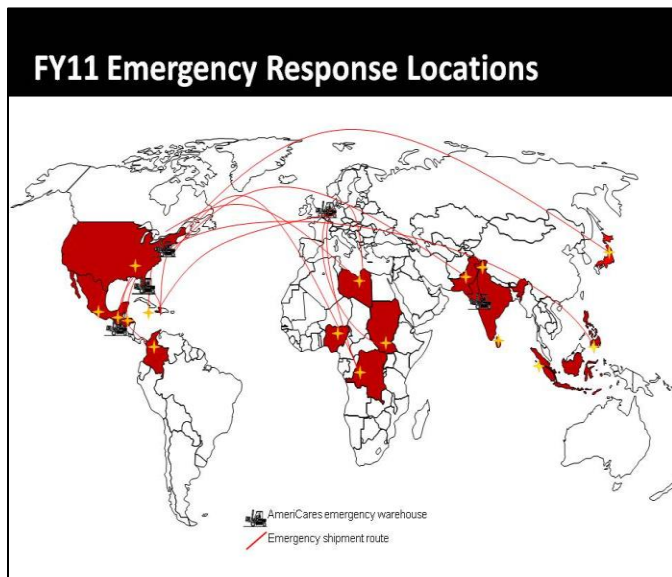 FY11 Emergency Response Locations
AmeriCares emergency warehouse
Emergency shipment route